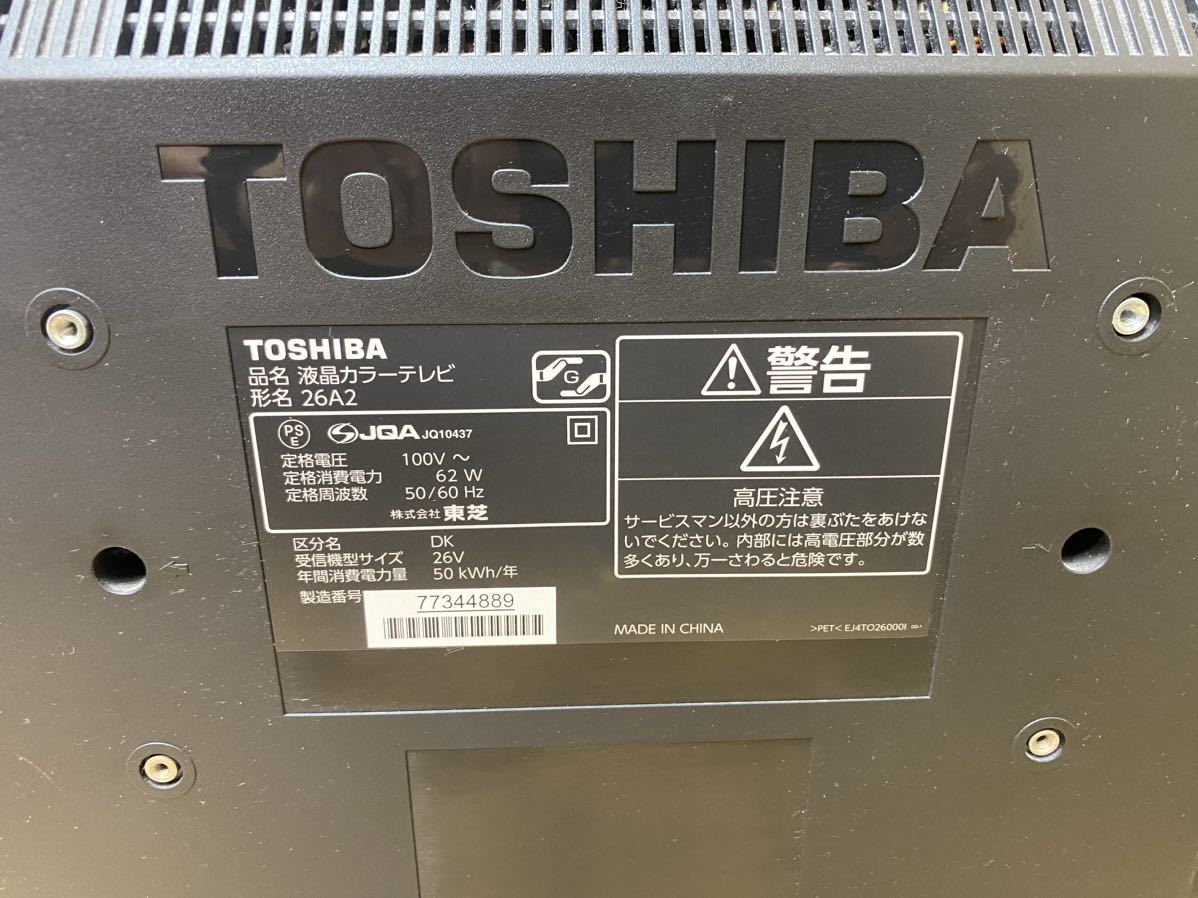 TOSHIBA
TOSHIBA
品名 液晶カラーテレビ
形名 26A2
G
PS
E
JQA JQ10437
定格電圧 100V ～
定格消費電力 62 W
定格周波数 50/60 Hz
株式会社 東芝
区分名 DK
受信機型サイズ 26V
年間消費電力量 50 kWh/年
製造番号 77344889
警告
高圧注意
サービスマン以外の方は裏ぶたをあけな
いでください。内部には高電圧部分が数
多くあり、万一さわると危険です。
MADE IN CHINA
>PET< EJ4TO26000I